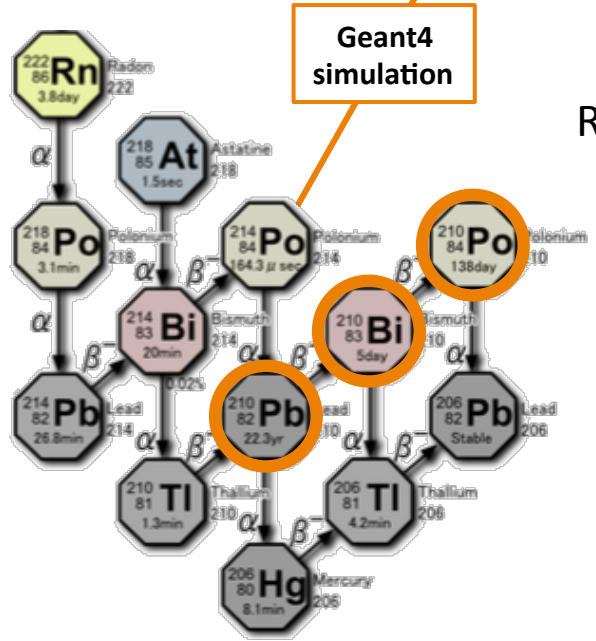 Geant4
simulation
R
222
86
Rn
3.8day
Radon
222
α
218
85
At
1.5sec
Astatine
218
218
84
Po
3.1min
Polonium
218
α
β⁻
214
84
Po
164.3 μ sec
Polonium
214
210
84
Po
138day
Polonium
210
α
214
83
Bi
20min
Bismuth
214
0.02%
α
β⁻
210
83
Bi
5day
Bismuth
210
β⁻
α
214
82
Pb
26.8min
Lead
214
β⁻
α
210
82
Pb
22.3yr
Lead
210
β⁻
α
206
82
Pb
Stable
Lead
206
210
81
Tl
1.3min
Thallium
210
β⁻
α
206
81
Tl
4.2min
Thallium
206
β⁻
α
206
80
Hg
8.1min
Mercury
206
β⁻